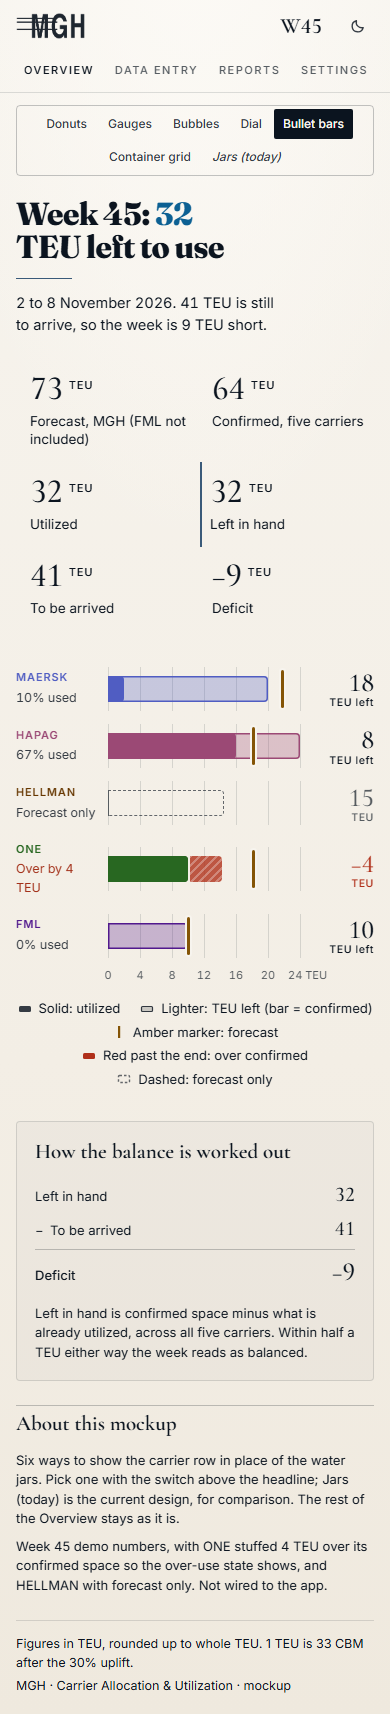 MGH
W45
OVERVIEW DATA ENTRY REPORTS SETTINGS
Donuts Gauges Bubbles Dial Bullet bars
Container grid Jars (today)
Week 45: 32
TEU left to use
2 to 8 November 2026. 41 TEU is still
to arrive, so the week is 9 TEU short.
73 TEU
Forecast, MGH (FML not
included)
64 TEU
Confirmed, five carriers
32 TEU
Utilized
32 TEU
Left in hand
41 TEU
To be arrived
–9 TEU
Deficit
MAERSK
10% used
18
TEU left
HAPAG
67% used
8
TEU left
HELLMAN
Forecast only
15
TEU
ONE
Over by 4
TEU
–4
TEU
FML
0% used
10
TEU left
0 4 8 12 16 20 24 TEU
Solid: utilized Lighter: TEU left (bar = confirmed)
Amber marker: forecast
Red past the end: over confirmed
Dashed: forecast only
How the balance is worked out
Left in hand 32
– To be arrived 41
Deficit –9
Left in hand is confirmed space minus what is
already utilized, across all five carriers. Within half a
TEU either way the week reads as balanced.
About this mockup
Six ways to show the carrier row in place of the water
jars. Pick one with the switch above the headline; Jars
(today) is the current design, for comparison. The rest of
the Overview stays as it is.
Week 45 demo numbers, with ONE stuffed 4 TEU over its
confirmed space so the over-use state shows, and
HELLMAN with forecast only. Not wired to the app.
Figures in TEU, rounded up to whole TEU. 1 TEU is 33 CBM
after the 30% uplift.
MGH · Carrier Allocation & Utilization · mockup